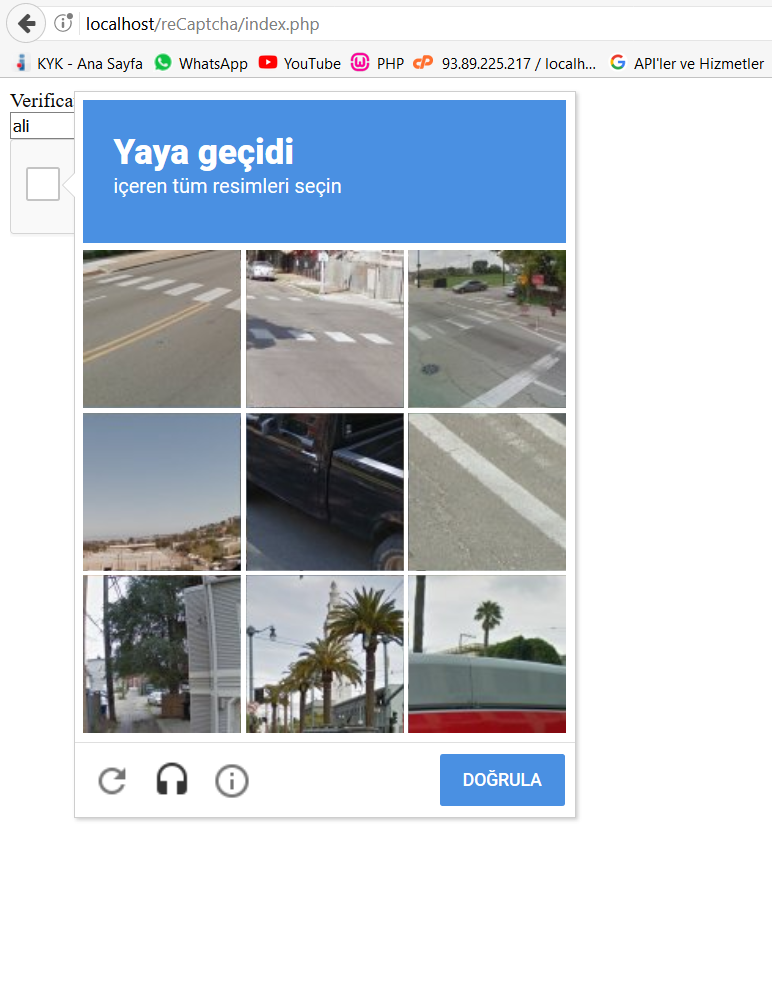 localhost/reCaptcha/index.php
KYK - Ana Sayfa WhatsApp YouTube PHP cP 93.89.225.217 / localh... API'ler ve Hizmetler
Verifica
ali
Yaya geçidi
içeren tüm resimleri seçin
DOĞRULA